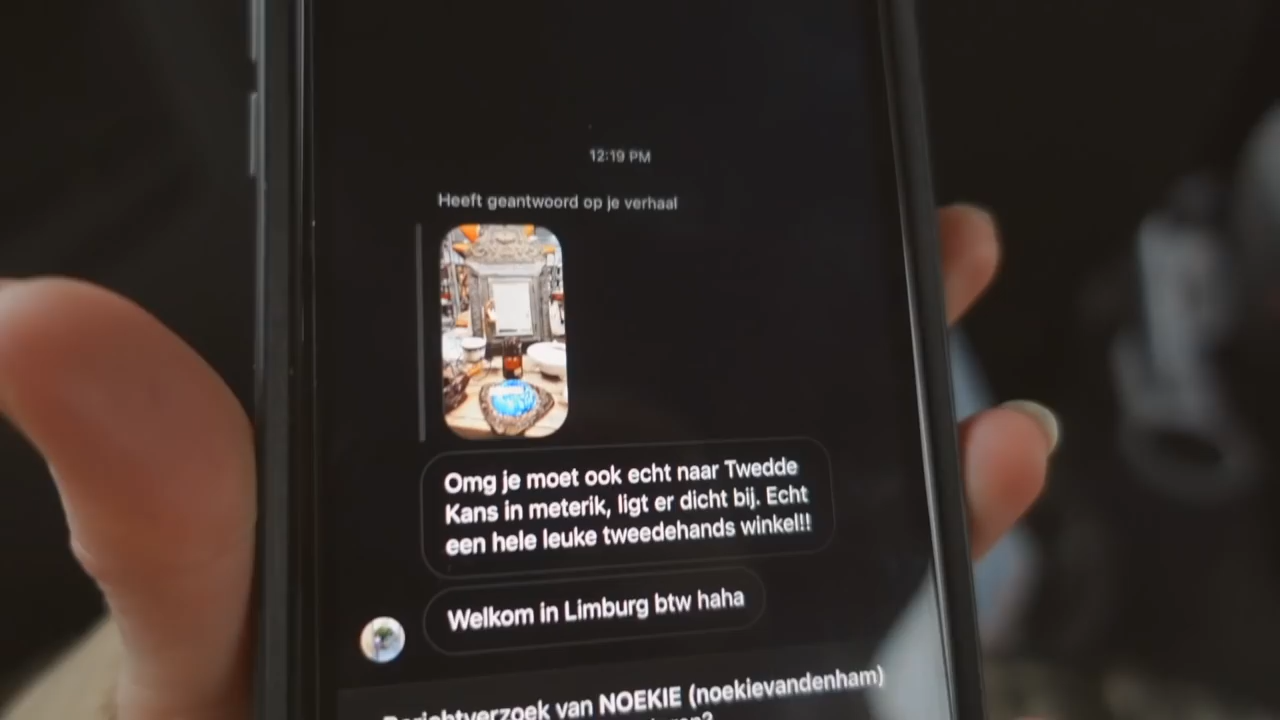 12:19 PM
Heeft geantwoord op je verhaal
Omg je moet ook echt naar Twedde
Kans in meterik, ligt er dicht bij. Echt
een hele leuke tweedehands winkel!!
Welkom in Limburg btw haha
van NOEKIE (noekievandenham)